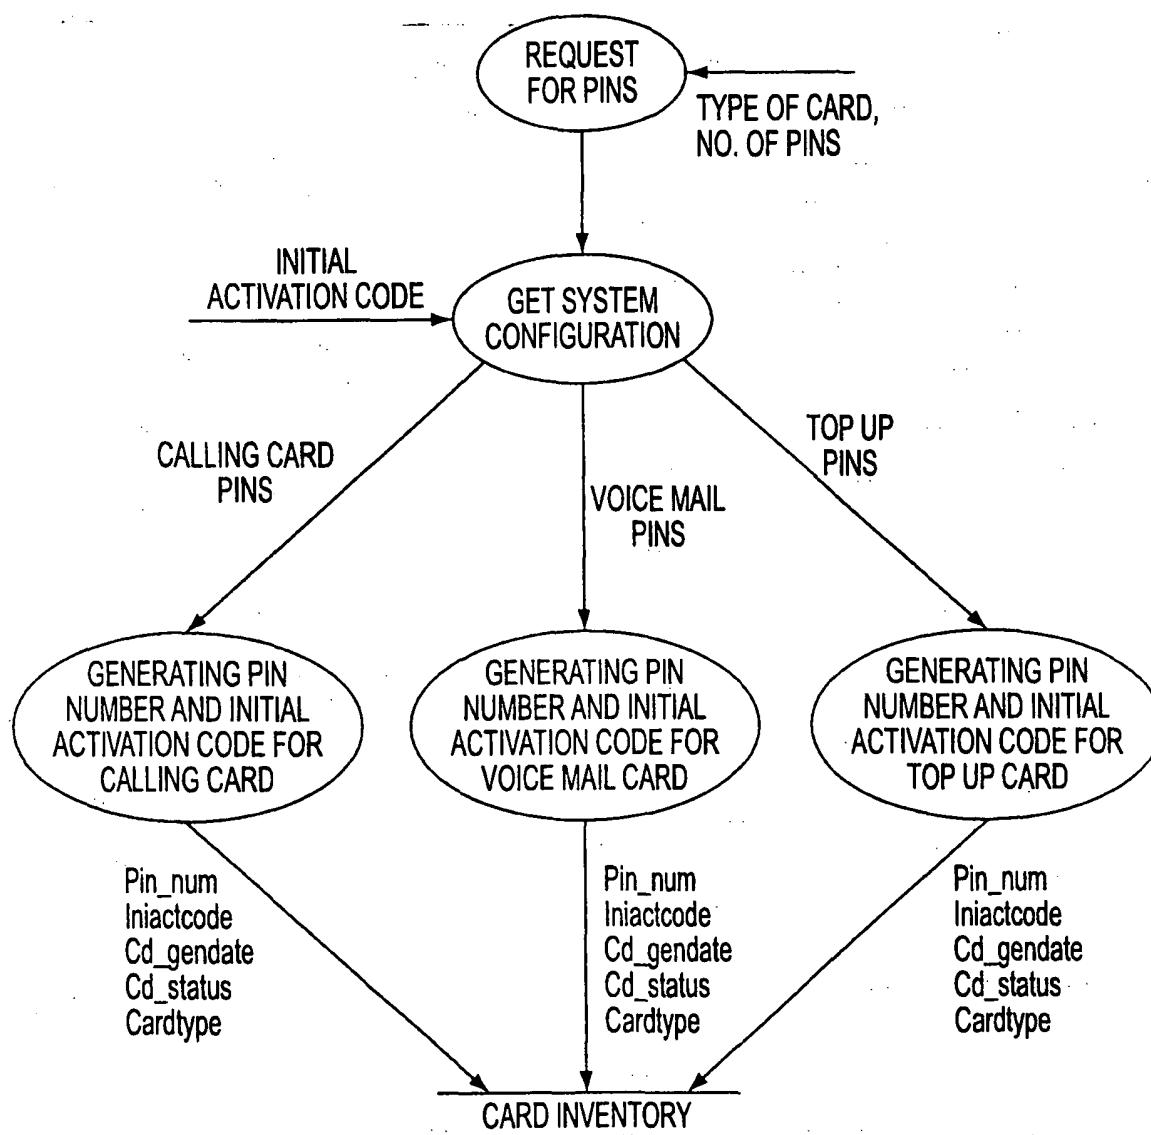 REQUEST
FOR PINS
TYPE OF CARD,
NO. OF PINS
INITIAL
ACTIVATION CODE
GET SYSTEM
CONFIGURATION
CALLING CARD
PINS
VOICE MAIL
PINS
TOP UP
PINS
GENERATING PIN
NUMBER AND INITIAL
ACTIVATION CODE FOR
CALLING CARD
GENERATING PIN
NUMBER AND INITIAL
ACTIVATION CODE FOR
VOICE MAIL CARD
GENERATING PIN
NUMBER AND INITIAL
ACTIVATION CODE FOR
TOP UP CARD
Pin_num
Iniactcode
Cd_gendate
Cd_status
Cardtype
Pin_num
Iniactcode
Cd_gendate
Cd_status
Cardtype
Pin_num
Iniactcode
Cd_gendate
Cd_status
Cardtype
CARD INVENTORY